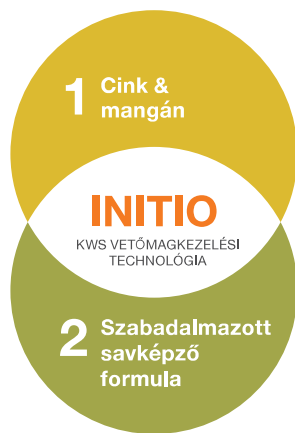 1 Cink &
mangán
INITIO
KWS VETŐMAGKEZELÉSI
TECHNOLÓGIA
2 Szabadalmazott
savképző
formula